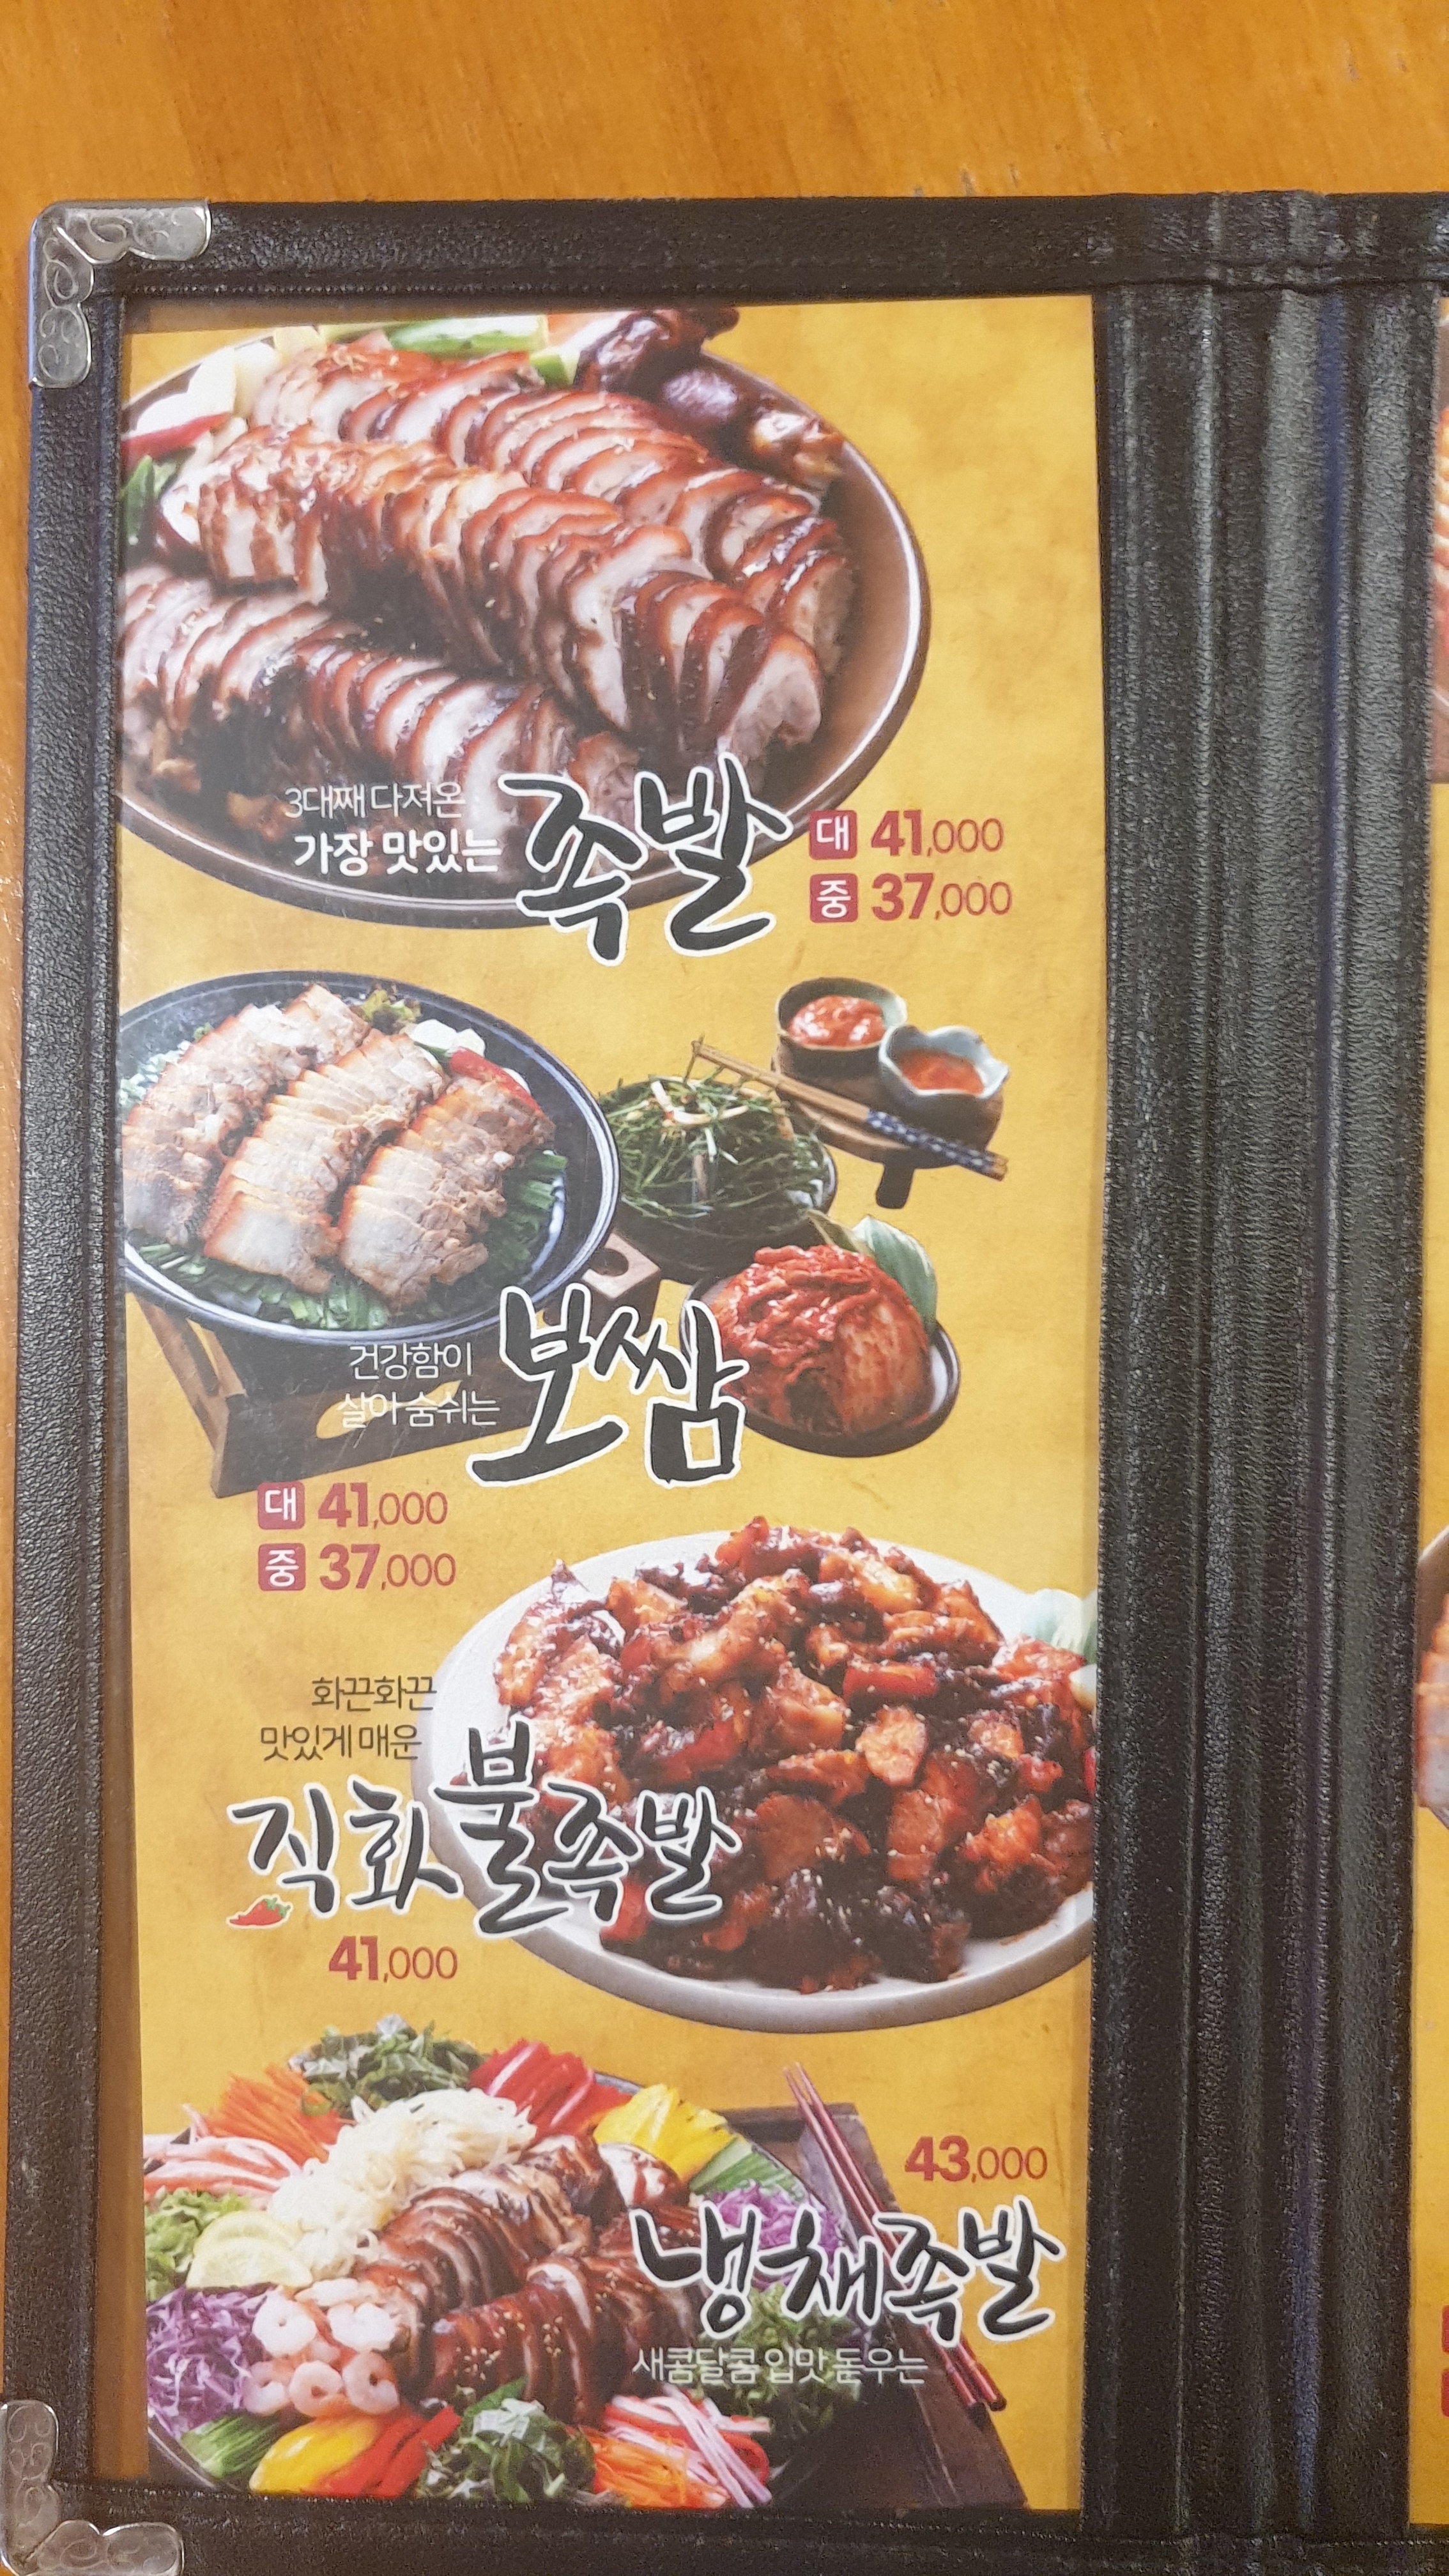 3대째 다져온
가장 맛있는 족발
대 41,000
중 37,000
건강함이
살아 숨쉬는 보쌈
대 41,000
중 37,000
화끈화끈
맛있게 매운
직화불족발
41,000
43,000
냉채족발
새콤달콤 입맛 돋우는